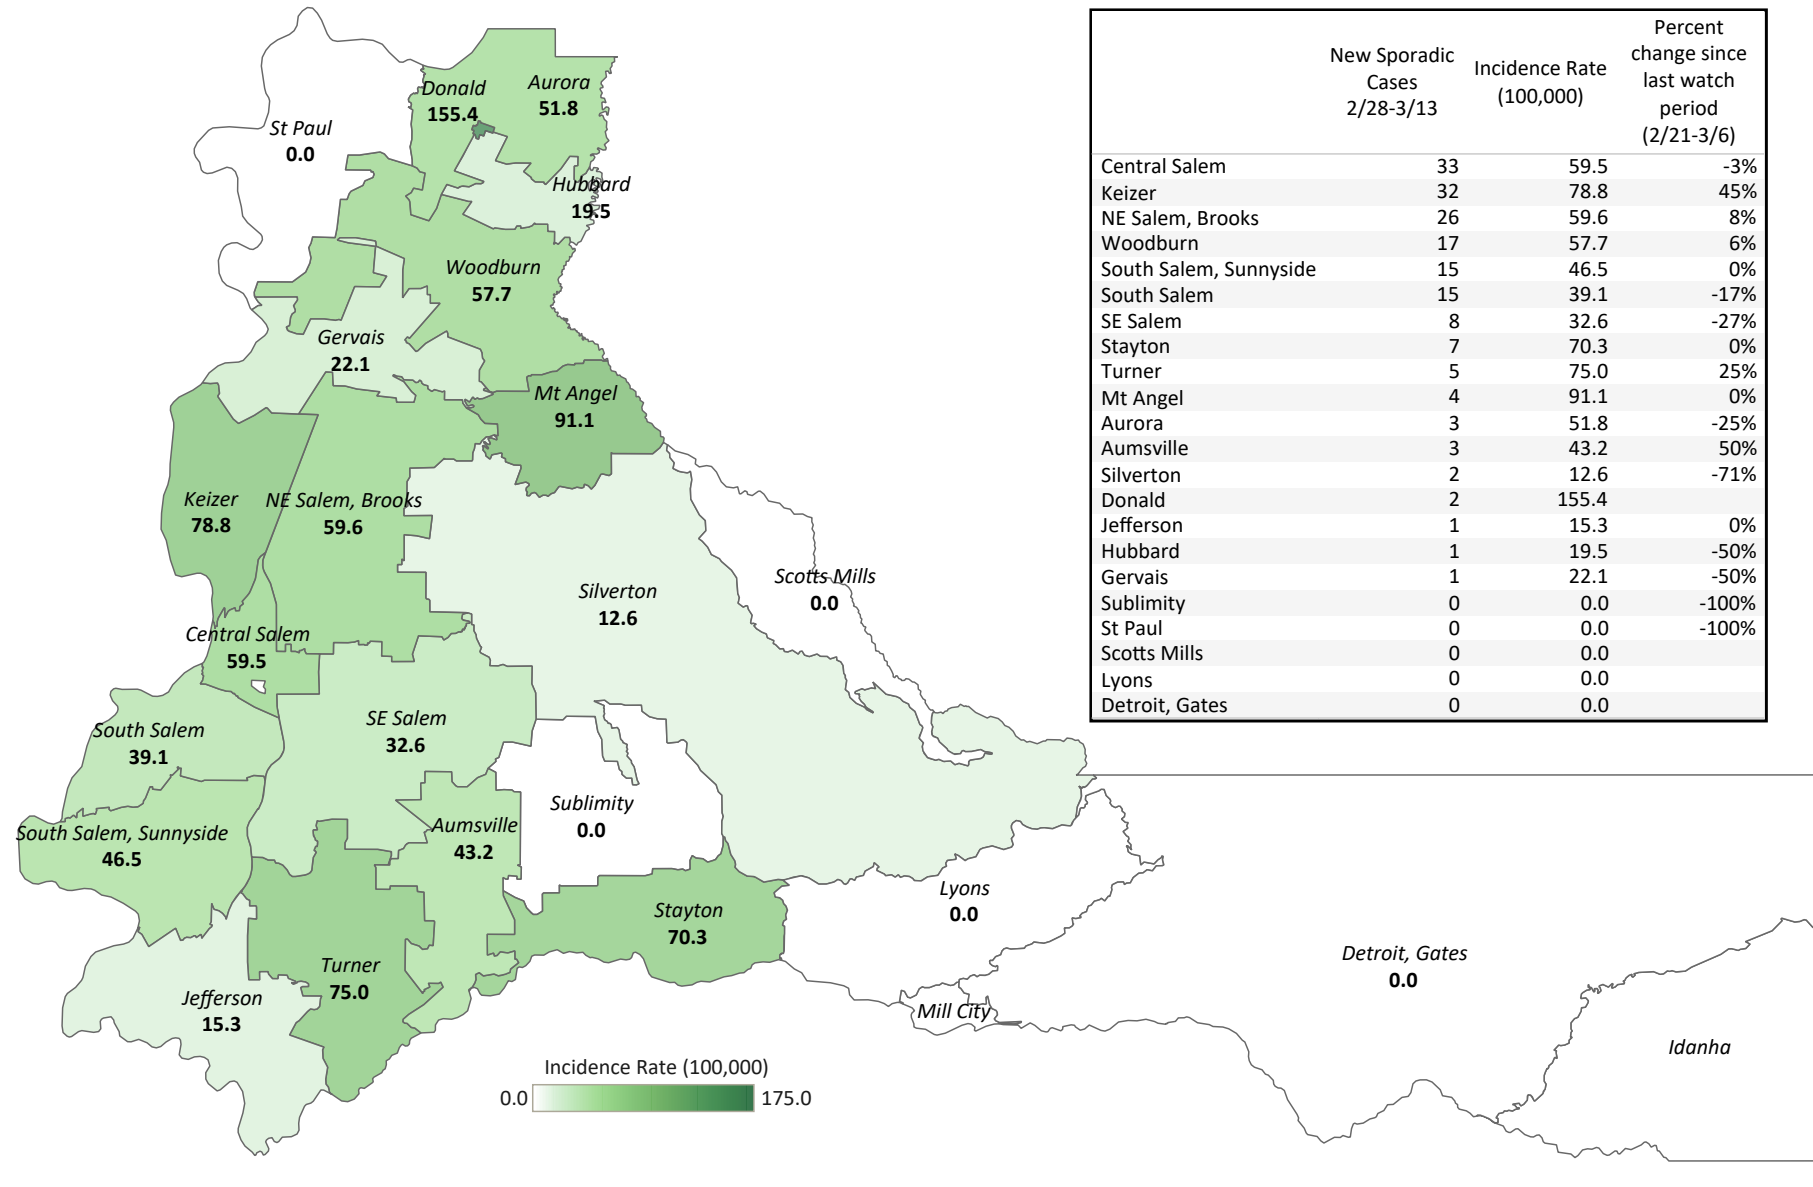 Donald
155.4
Aurora
51.8
St Paul
0.0
Hubbard
19.5
Woodburn
57.7
Gervais
22.1
Mt Angel
91.1
Keizer
78.8
NE Salem, Brooks
59.6
Scotts Mills
0.0
Silverton
12.6
Central Salem
59.5
South Salem
39.1
SE Salem
32.6
Sublimity
0.0
South Salem, Sunnyside
46.5
Aumsville
43.2
Lyons
0.0
Stayton
70.3
Turner
75.0
Jefferson
15.3
Detroit, Gates
0.0
Mill City
Idanha
Incidence Rate (100,000)
0.0 175.0
New Sporadic
Cases
2/28-3/13
Incidence Rate
(100,000)
Percent
change since
last watch
period
(2/21-3/6)
Central Salem 33 59.5 -3%
Keizer 32 78.8 45%
NE Salem, Brooks 26 59.6 8%
Woodburn 17 57.7 6%
South Salem, Sunnyside 15 46.5 0%
South Salem 15 39.1 -17%
SE Salem 8 32.6 -27%
Stayton 7 70.3 0%
Turner 5 75.0 25%
Mt Angel 4 91.1 0%
Aurora 3 51.8 -25%
Aumsville 3 43.2 50%
Silverton 2 12.6 -71%
Donald 2 155.4
Jefferson 1 15.3 0%
Hubbard 1 19.5 -50%
Gervais 1 22.1 -50%
Sublimity 0 0.0 -100%
St Paul 0 0.0 -100%
Scotts Mills 0 0.0
Lyons 0 0.0
Detroit, Gates 0 0.0